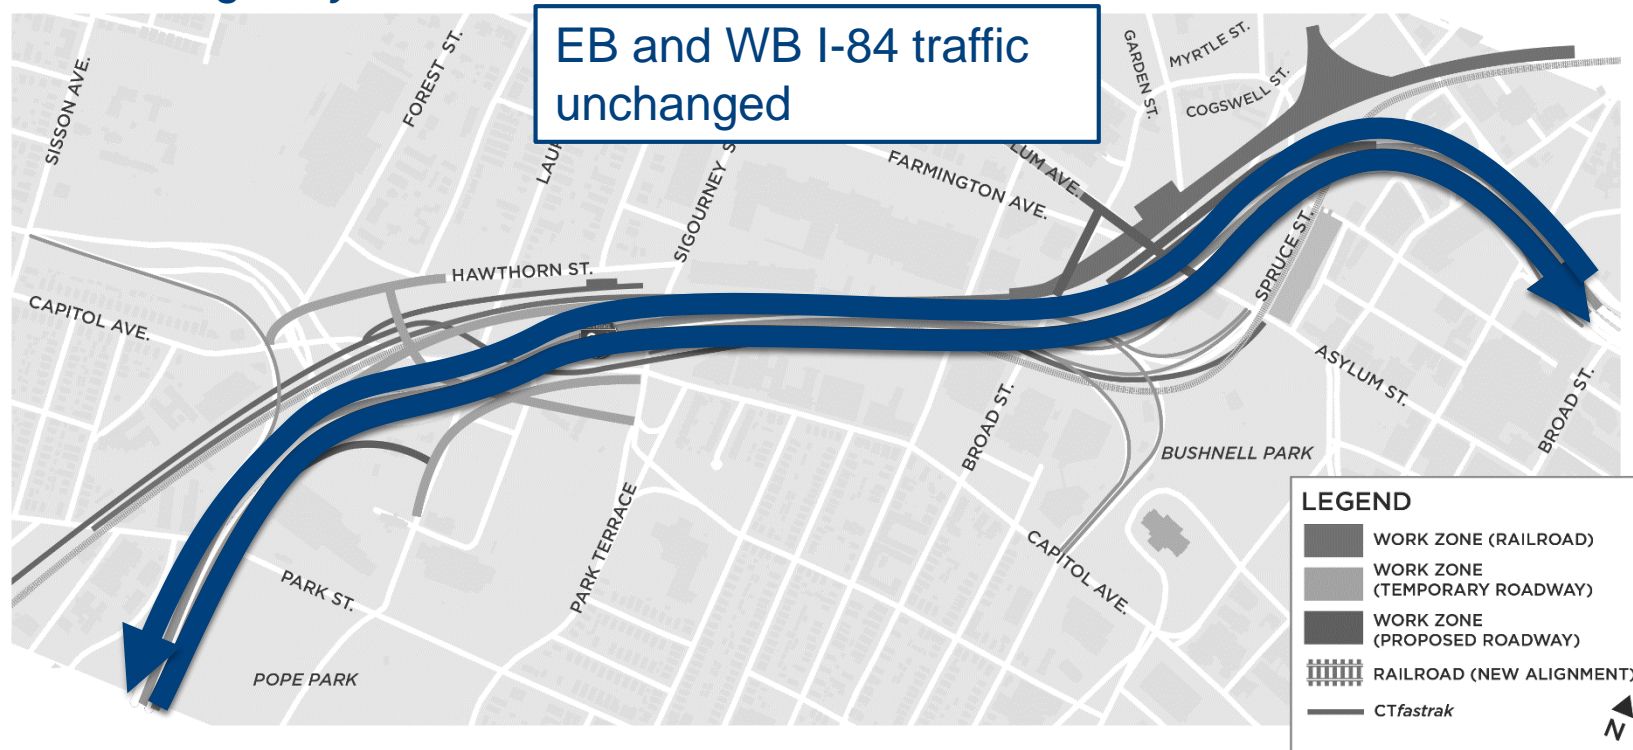 EB and WB I-84 traffic
unchanged
SISSON AVE.
FOREST ST.
SIGOURNEY
GARDEN ST.
MYRTLE ST.
COGSWELL ST.
AVE.
FARMINGTON AVE.
HAWTHORN ST.
CAPITOL AVE.
SPRUCE ST.
ASYLUM ST.
BROAD ST.
BROAD ST.
BUSHNELL PARK
PARK TERRACE
CAPITOL AVE.
PARK ST.
POPE PARK
LEGEND
WORK ZONE (RAILROAD)
WORK ZONE
(TEMPORARY ROADWAY)
WORK ZONE
(PROPOSED ROADWAY)
RAILROAD (NEW ALIGNMENT)
CTfastrak
N